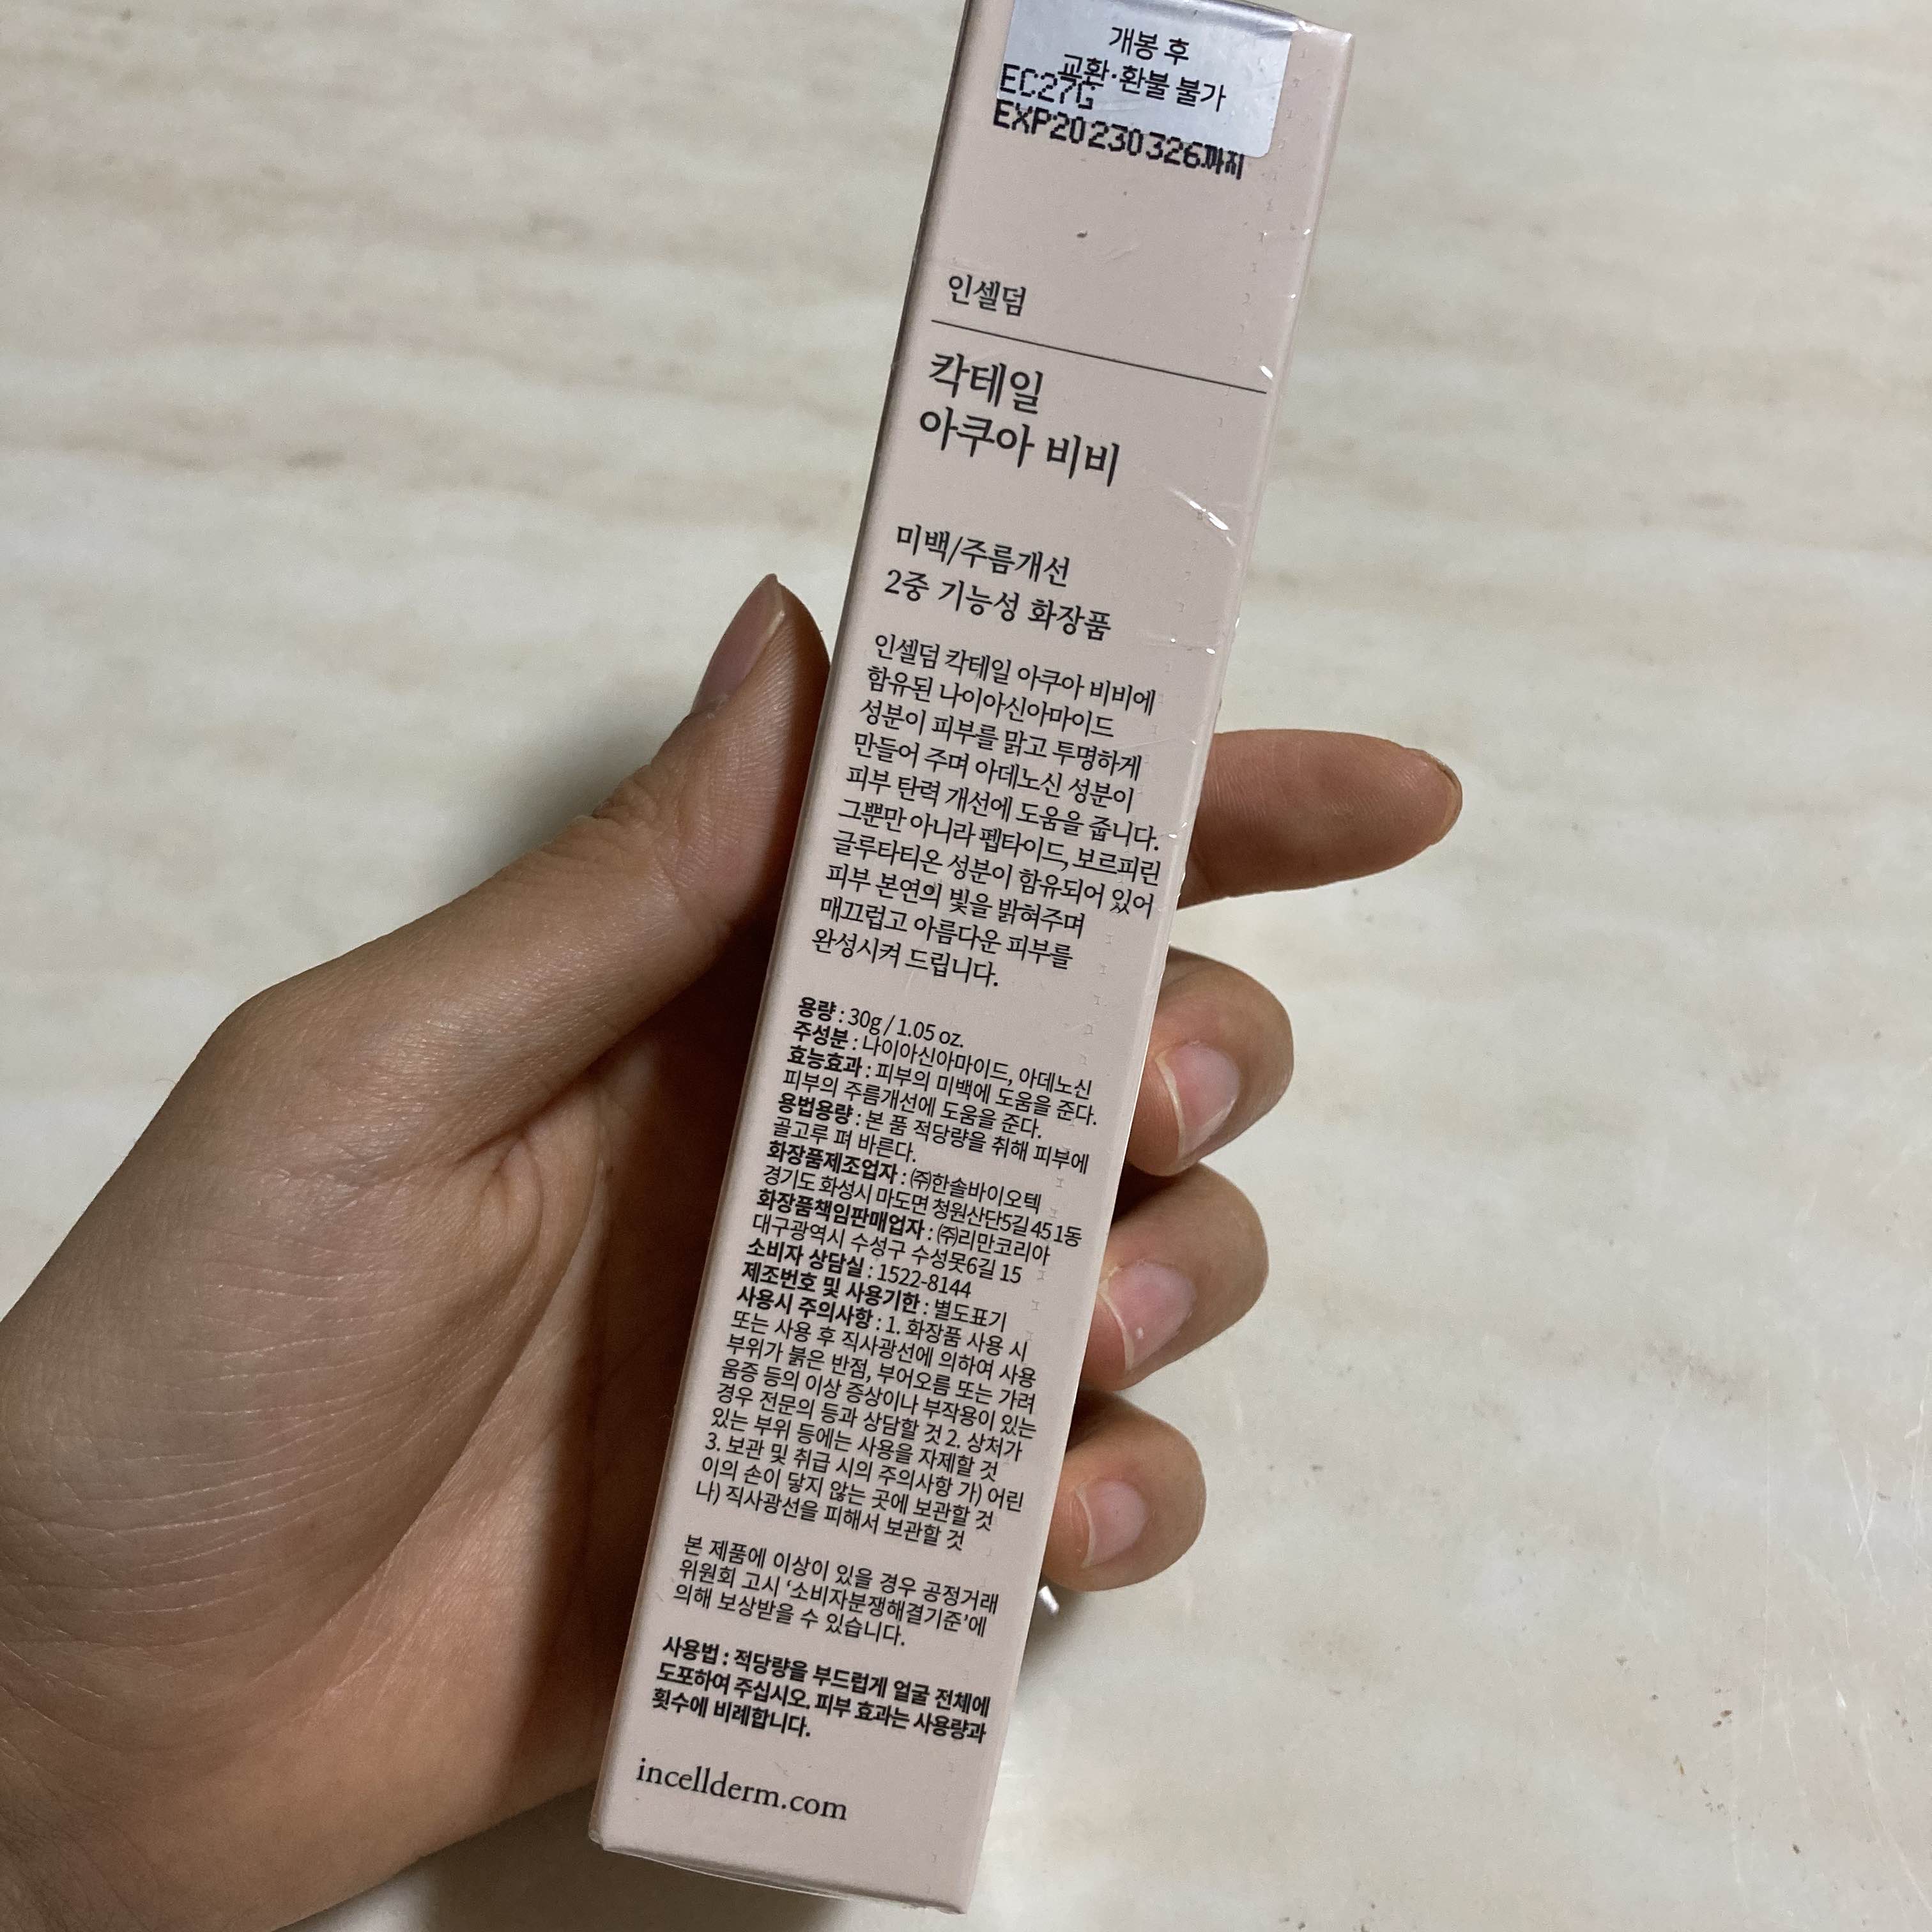 개봉 후
교환·환불 불가
EC27G
EXP20230326까지
인셀덤
칵테일
아쿠아 비비
미백/주름개선
2중 기능성 화장품
인셀덤 칵테일 아쿠아 비비에
함유된 나이아신아마이드
성분이 피부를 맑고 투명하게
만들어 주며 아데노신 성분이
피부 탄력 개선에 도움을 줍니다.
그뿐만 아니라 펩타이드, 보르피린
글루타티온 성분이 함유되어 있어
피부 본연의 빛을 밝혀주며
매끄럽고 아름다운 피부를
완성시켜 드립니다.
용량 : 30g / 1.05 oz.
주성분 : 나이아신아마이드, 아데노신
효능효과 : 피부의 미백에 도움을 준다.
피부의 주름개선에 도움을 준다.
용법용량 : 본 품 적당량을 취해 피부에
골고루 펴 바른다.
화장품제조업자 : ㈜한솔바이오텍
경기도 화성시 마도면 청원산단5길 45 1동
화장품책임판매업자 : ㈜리만코리아
대구광역시 수성구 수성못6길 15
소비자 상담실 : 1522-8144
제조번호 및 사용기한 : 별도표기
사용시 주의사항 : 1. 화장품 사용 시
또는 사용 후 직사광선에 의하여 사용
부위가 붉은 반점, 부어오름 또는 가려
움증 등의 이상 증상이나 부작용이 있는
경우 전문의 등과 상담할 것 2. 상처가
있는 부위 등에는 사용을 자제할 것
3. 보관 및 취급 시의 주의사항 가) 어린
이의 손이 닿지 않는 곳에 보관할 것
나) 직사광선을 피해서 보관할 것
본 제품에 이상이 있을 경우 공정거래
위원회 고시 '소비자분쟁해결기준'에
의해 보상받을 수 있습니다.
사용법 : 적당량을 부드럽게 얼굴 전체에
도포하여 주십시오. 피부 효과는 사용량과
횟수에 비례합니다.
incellderm.com